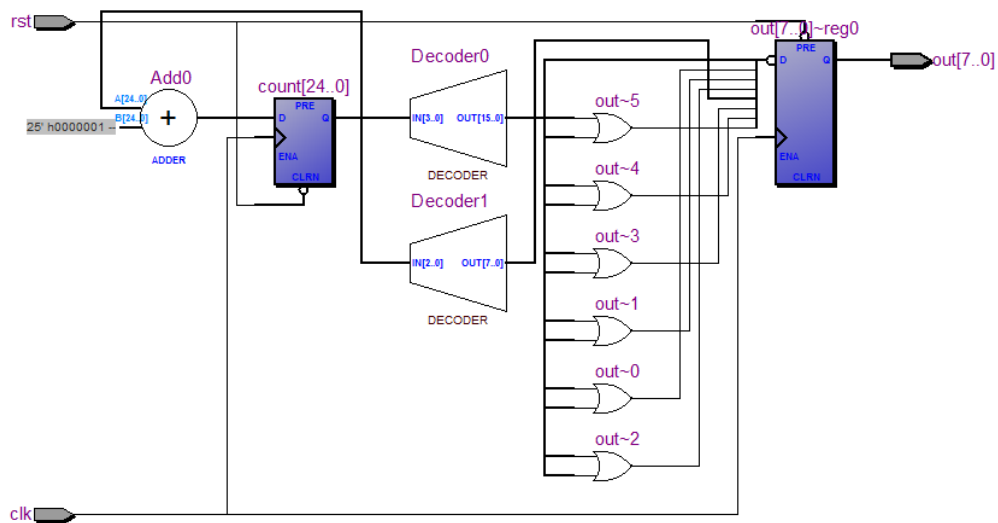 rst
out[7..0]~reg0
PRE
D
Q
ENA
CLRN
out[7..0]
Add0
A[24..0]
B[24..0]
+
25' h0000001 --
ADDER
count[24..0]
PRE
D
Q
ENA
CLRN
Decoder0
IN[3..0]
OUT[15..0]
DECODER
Decoder1
IN[2..0]
OUT[7..0]
DECODER
out~5
out~4
out~3
out~1
out~0
out~2
clk